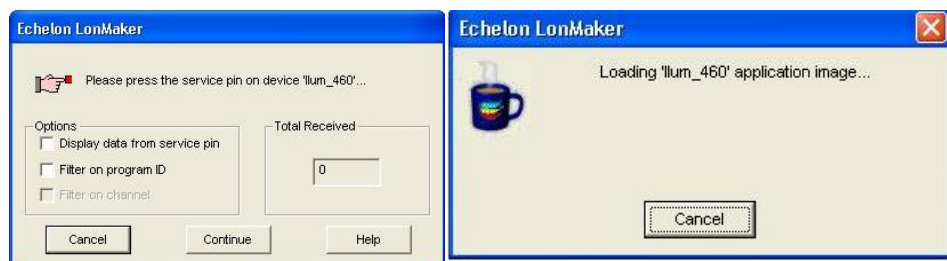 Echelon LonMaker
Please press the service pin on device 'llum_460'...
Options
Display data from service pin
Filter on program ID
Filter on channel
Total Received
0
Cancel
Continue
Help
Echelon LonMaker
Loading 'llum_460' application image...
Cancel